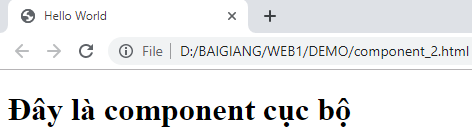 Hello World
File | D:/BAIGIANG/WEB1/DEMO/component_2.html
Đây là component cục bộ